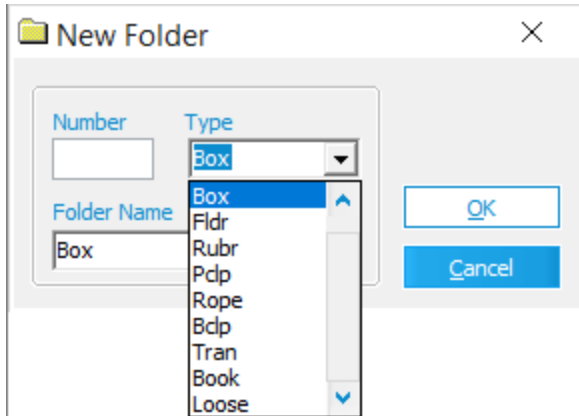 New Folder
Number Type
Box
Folder Name
Box
Box
Fldr
Rubr
Pclp
Rope
Bclp
Tran
Book
Loose
OK
Cancel